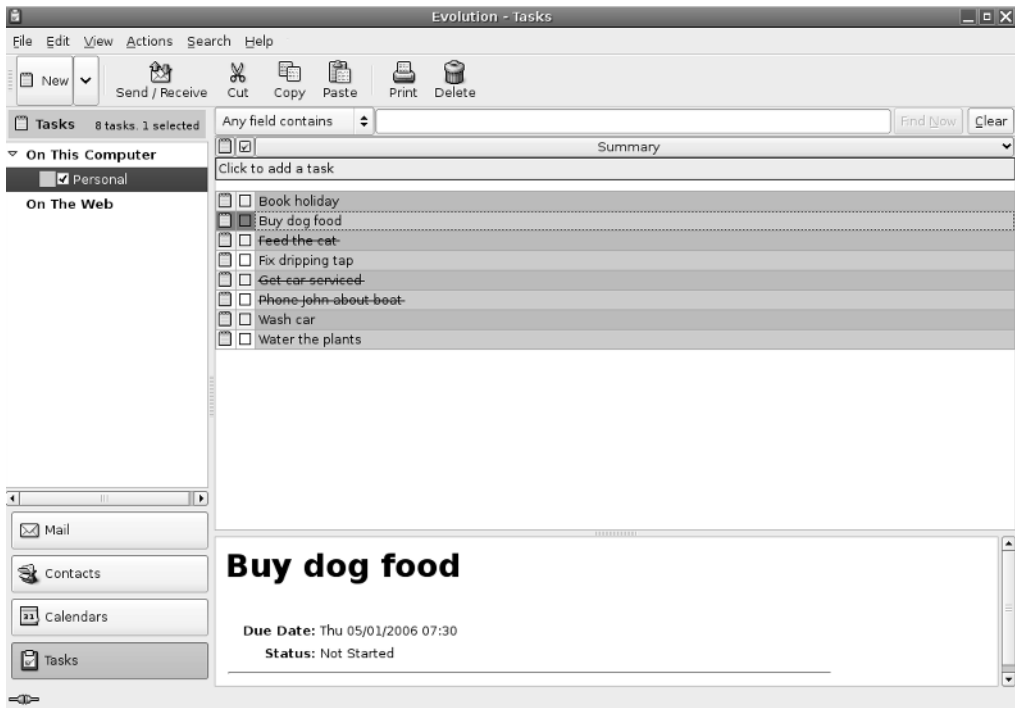 Evolution - Tasks
File Edit View Actions Search Help
New Send / Receive Cut Copy Paste Print Delete
Tasks 8 tasks. 1 selected
Any field contains Find Now Clear
Summary
Click to add a task
On This Computer
Personal
On The Web
Book holiday
Buy dog food
Feed the cat
Fix dripping tap
Get car serviced
Phone John about boat
Wash car
Water the plants
Mail
Contacts
31 Calendars
Tasks
Buy dog food
Due Date: Thu 05/01/2006 07:30
Status: Not Started